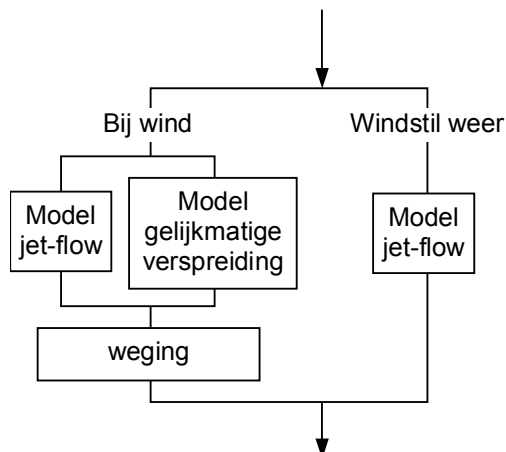 Bij wind
Windstil weer
Model
jet-flow
Model
gelijkmatige
verspreiding
Model
jet-flow
weging